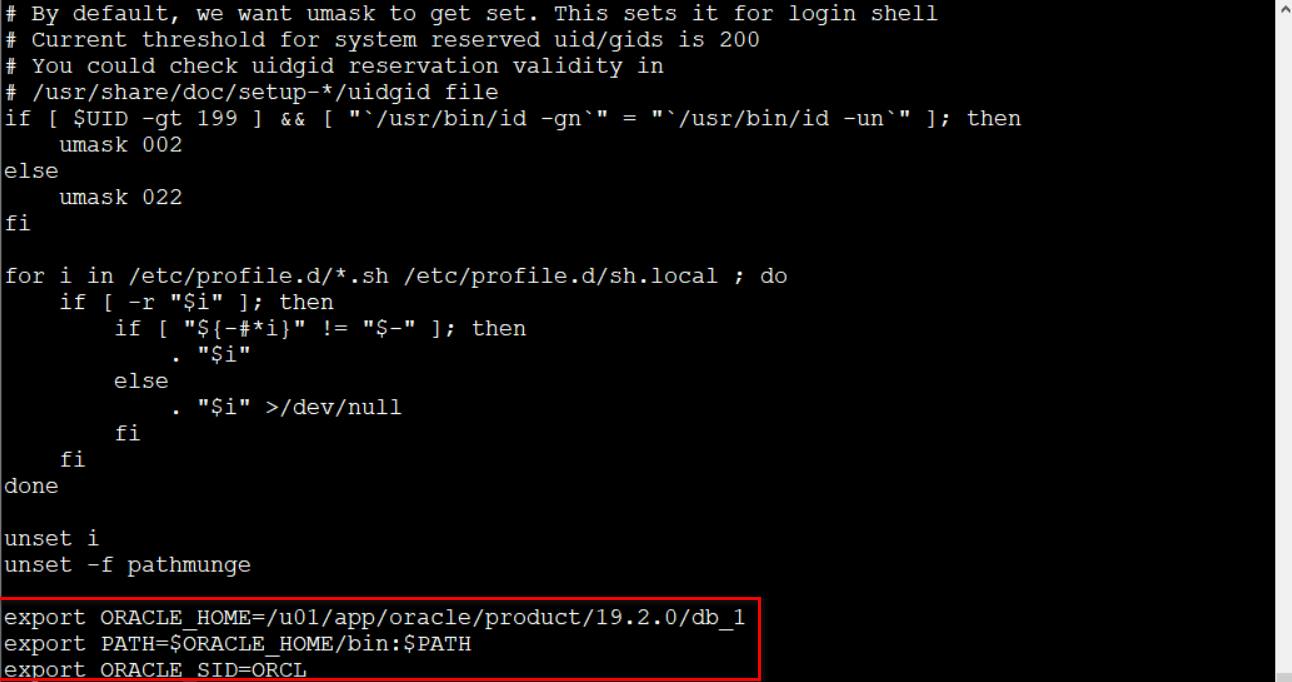 # By default, we want umask to get set. This sets it for login shell
# Current threshold for system reserved uid/gids is 200
# You could check uidgid reservation validity in
# /usr/share/doc/setup-*/uidgid file
if [ $UID -gt 199 ] && [ "`/usr/bin/id -gn`" = "`/usr/bin/id -un`" ]; then
    umask 002
else
    umask 022
fi

for i in /etc/profile.d/*.sh /etc/profile.d/sh.local ; do
    if [ -r "$i" ]; then
        if [ "${-#*i}" != "$-" ]; then
            . "$i"
        else
            . "$i" >/dev/null
        fi
    fi
done

unset i
unset -f pathmunge

export ORACLE_HOME=/u01/app/oracle/product/19.2.0/db_1
export PATH=$ORACLE_HOME/bin:$PATH
export ORACLE_SID=ORCL